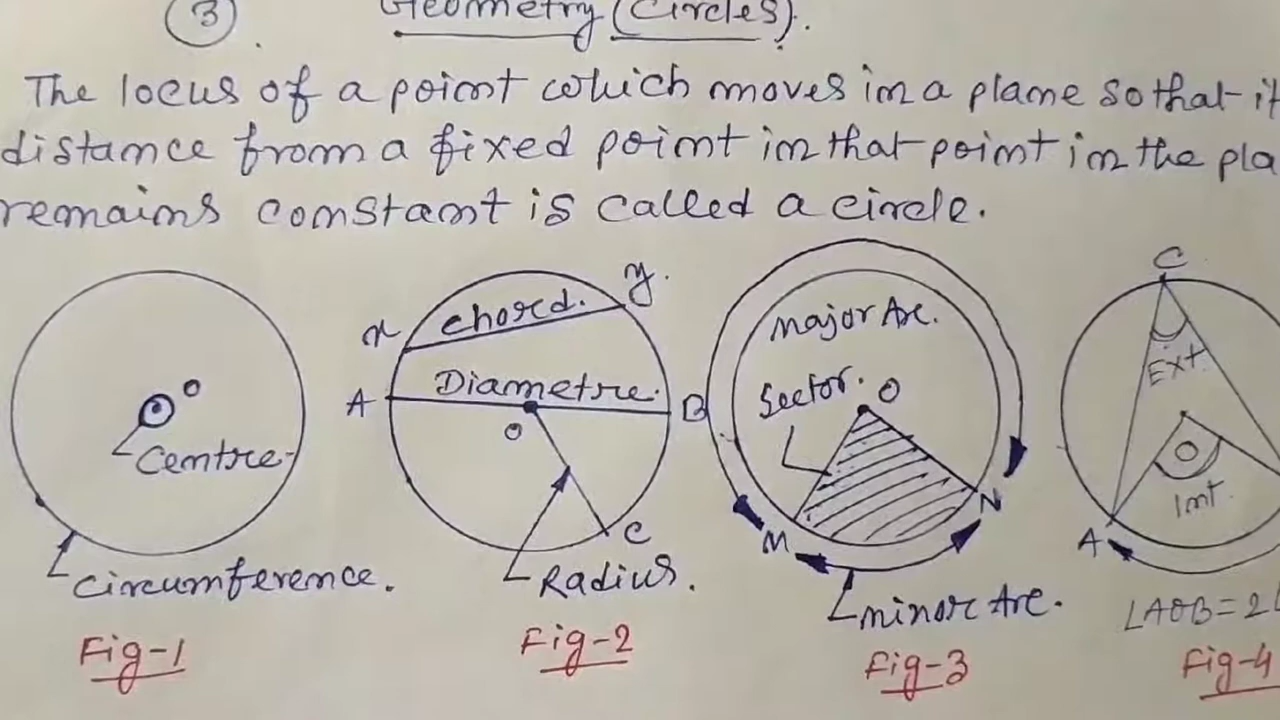 3 Geometry (Circles).
The locus of a point which moves in a plane so that it
distance from a fixed point in that point in the pla
remains constant is called a circle.
O
Centre
Circumference.
Fig-1
x chord. y.
A Diametre. B
O
C
Radius.
Fig-2
Major Arc.
Sector. O
M N
minor Arc.
Fig-3
C
Ext.
O
Int.
A
∠AOB=2
Fig-4